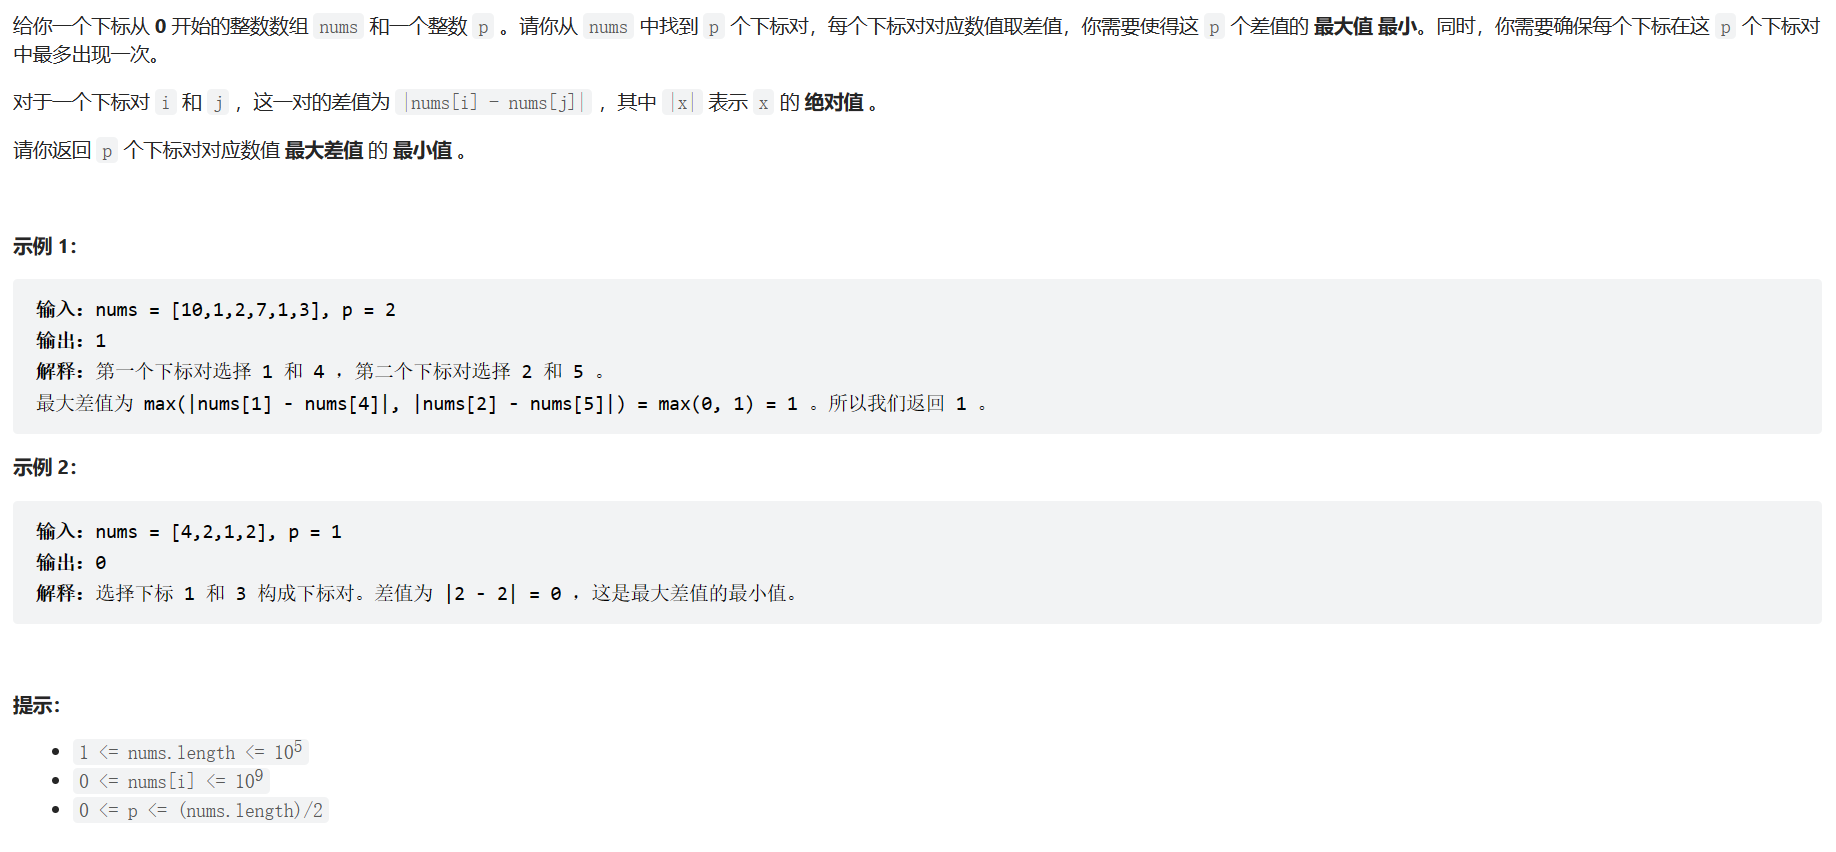 给你一个下标从 0 开始的整数数组 nums 和一个整数 p 。请你从 nums 中找到 p 个下标对，每个下标对对应数值取差值，你需要使得这 p 个差值的 最大值 最小。同时，你需要确保每个下标在这 p 个下标对
中最多出现一次。
对于一个下标对 i 和 j ，这一对的差值为 |nums[i] - nums[j]| ，其中 |x| 表示 x 的 绝对值 。
请你返回 p 个下标对对应数值 最大差值 的 最小值 。
示例 1：
输入：nums = [10,1,2,7,1,3], p = 2
输出：1
解释：第一个下标对选择 1 和 4 ，第二个下标对选择 2 和 5 。
最大差值为 max(|nums[1] - nums[4]|, |nums[2] - nums[5]|) = max(0, 1) = 1 。所以我们返回 1 。
示例 2：
输入：nums = [4,2,1,2], p = 1
输出：0
解释：选择下标 1 和 3 构成下标对。差值为 |2 - 2| = 0 ，这是最大差值的最小值。
提示：
• 1 <= nums.length <= 10⁵
• 0 <= nums[i] <= 10⁹
• 0 <= p <= (nums.length)/2